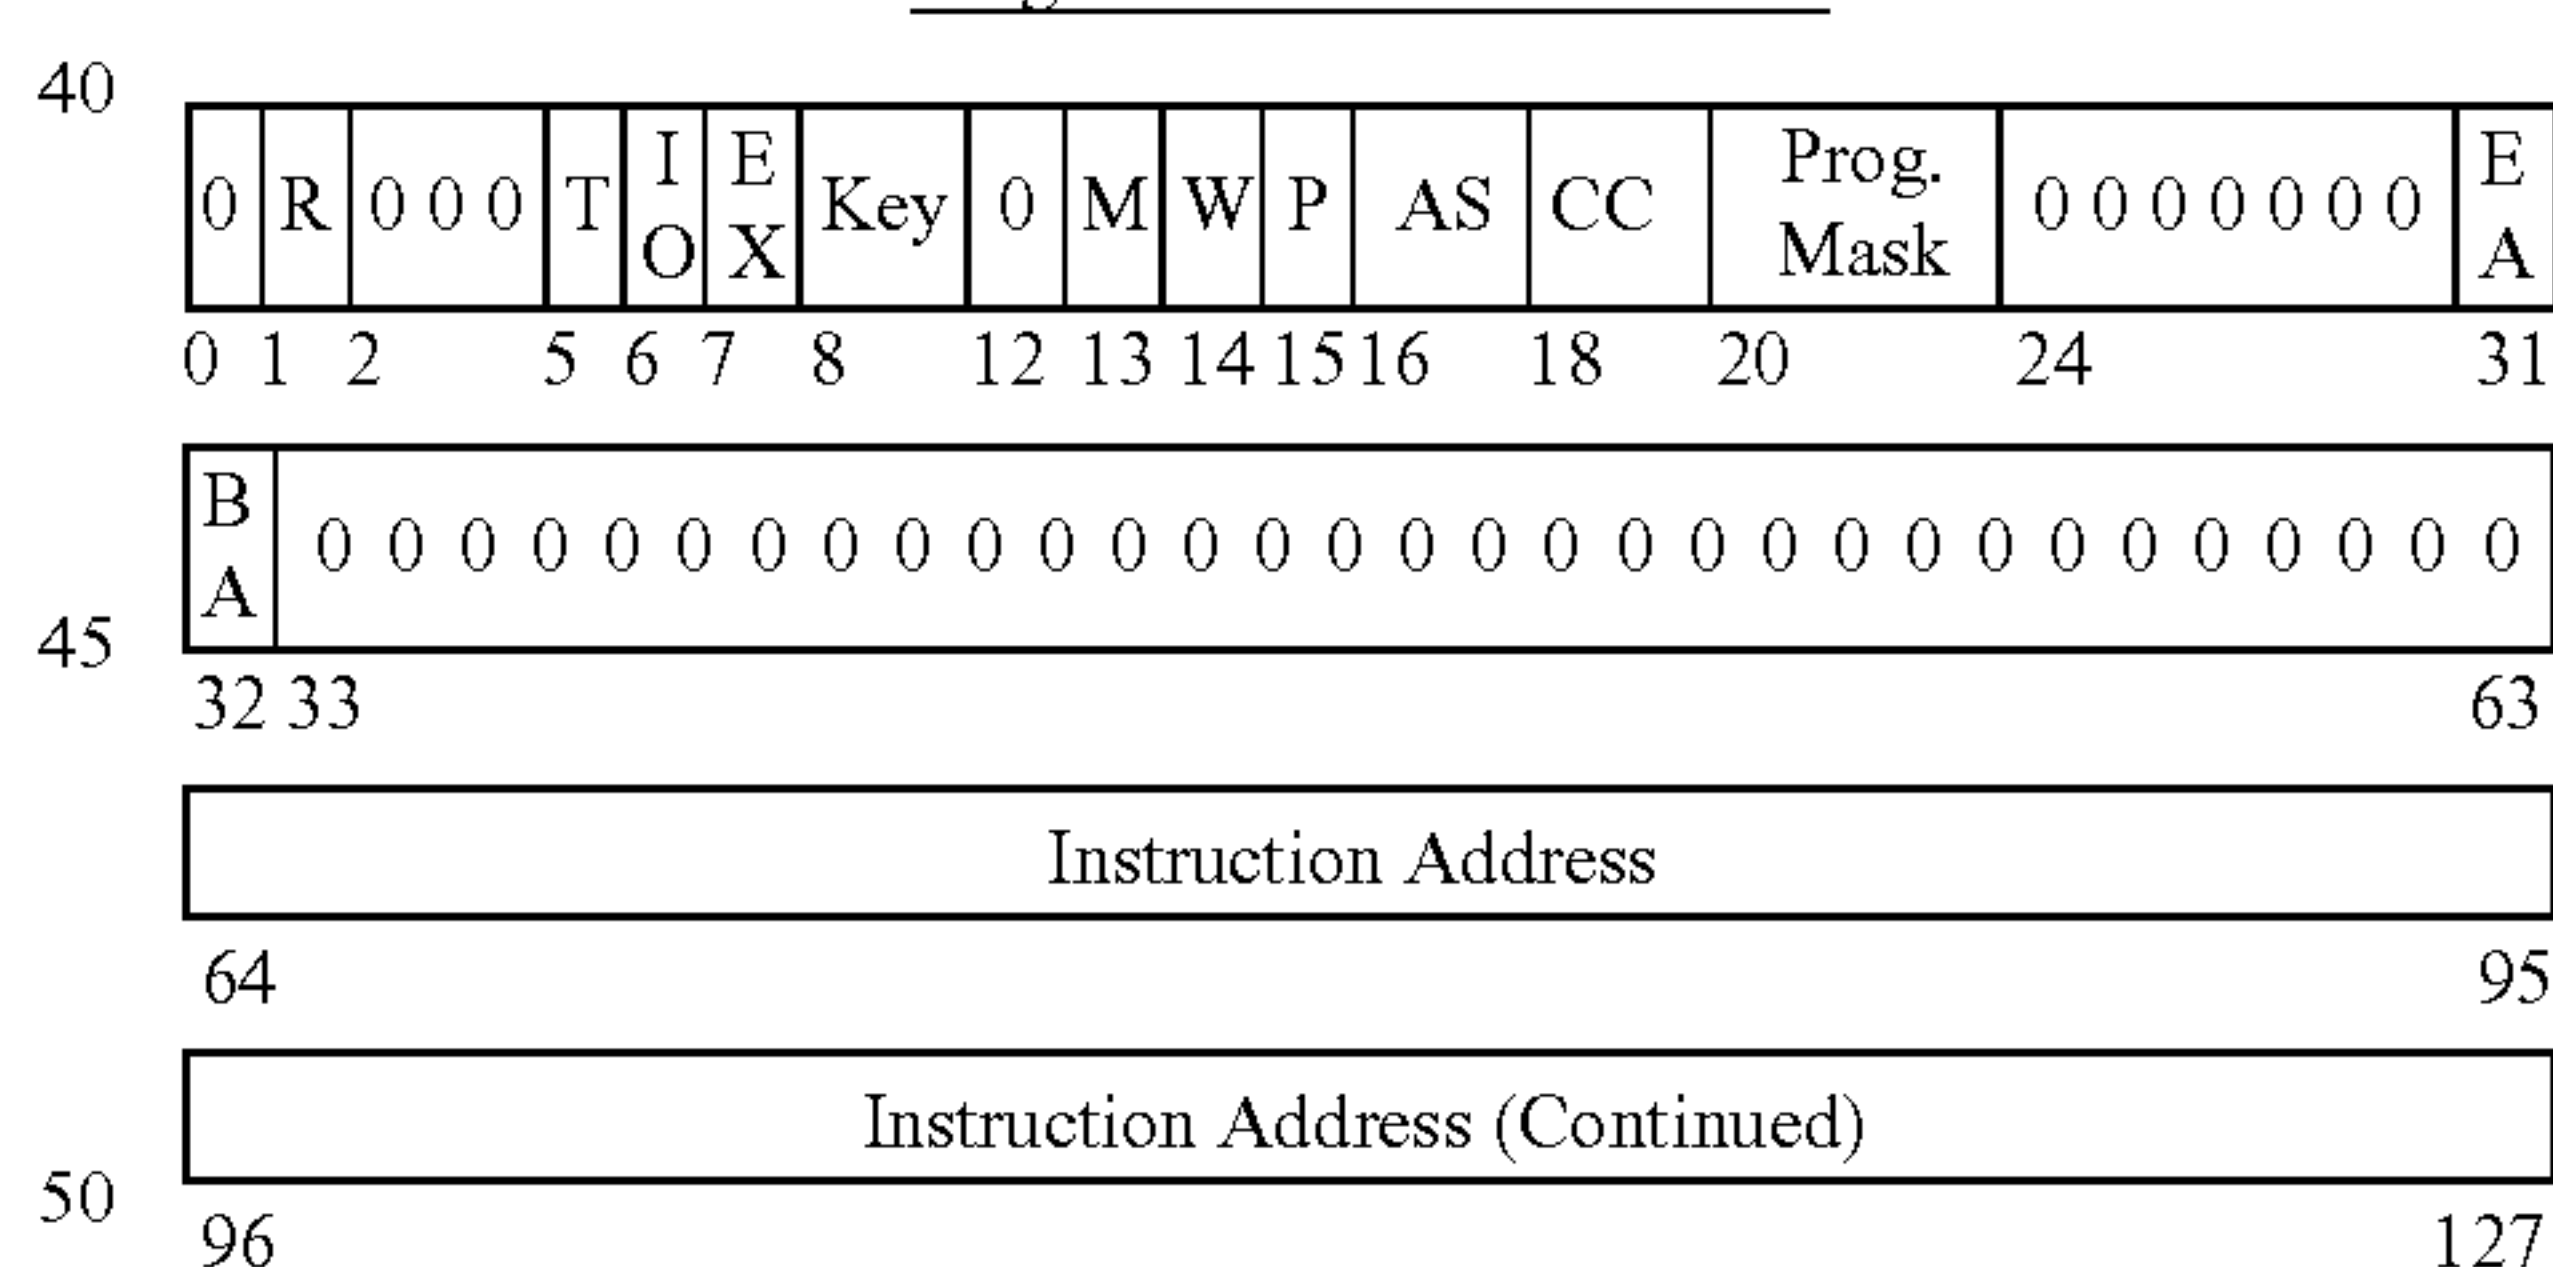 40
0 R 0 0 0 T IO EX Key 0 M W P AS CC Prog. Mask 0 0 0 0 0 0 0 EA
0 1 2 5 6 7 8 12 13 14 15 16 18 20 24 31
BA 0 0 0 0 0 0 0 0 0 0 0 0 0 0 0 0 0 0 0 0 0 0 0 0 0 0 0 0 0 0 0
45
32 33 63
Instruction Address
64 95
Instruction Address (Continued)
50
96 127